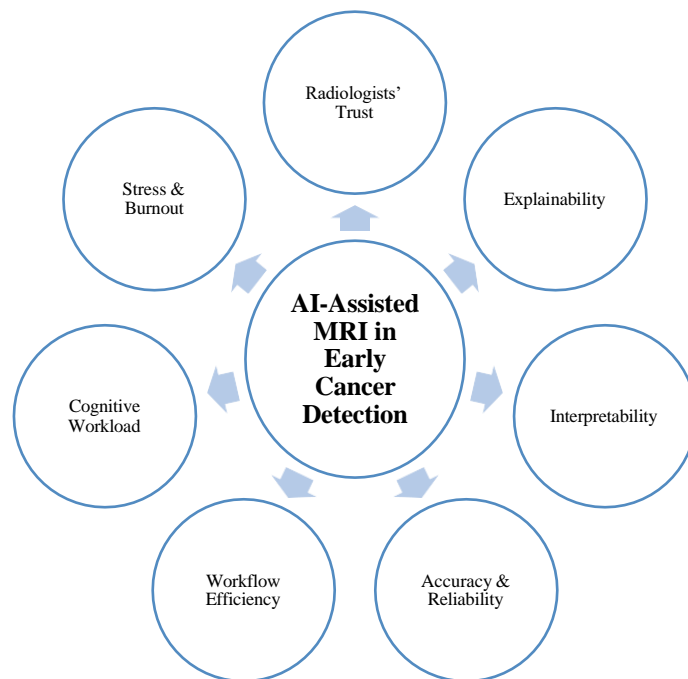 Radiologists’
Trust
Explainability
Interpretability
Accuracy &
Reliability
Workflow
Efficiency
Cognitive
Workload
Stress &
Burnout
AI-Assisted
MRI in
Early
Cancer
Detection